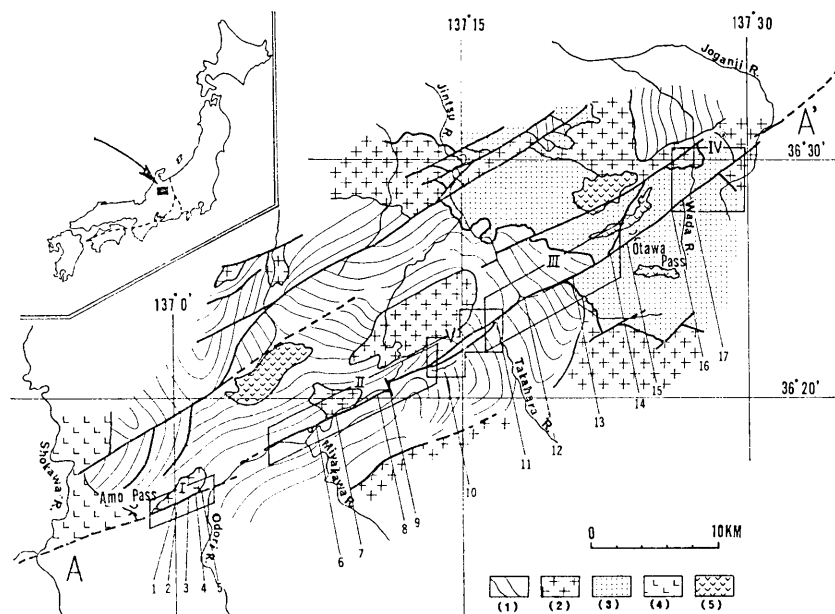 137°15'
137°30'
Joganji R.
Jintsu R.
A'
36°30'
IV
Wada R.
Otawa Pass
III
137°0'
V
II
36°20'
Takahara R.
Miyakawa R.
Shokawa R.
Amo Pass
I
Odori R.
A
1 2 3 4 5
6 7
8 9
10
11
12
13
14
15
16
17
0 10KM
(1) (2) (3) (4) (5)